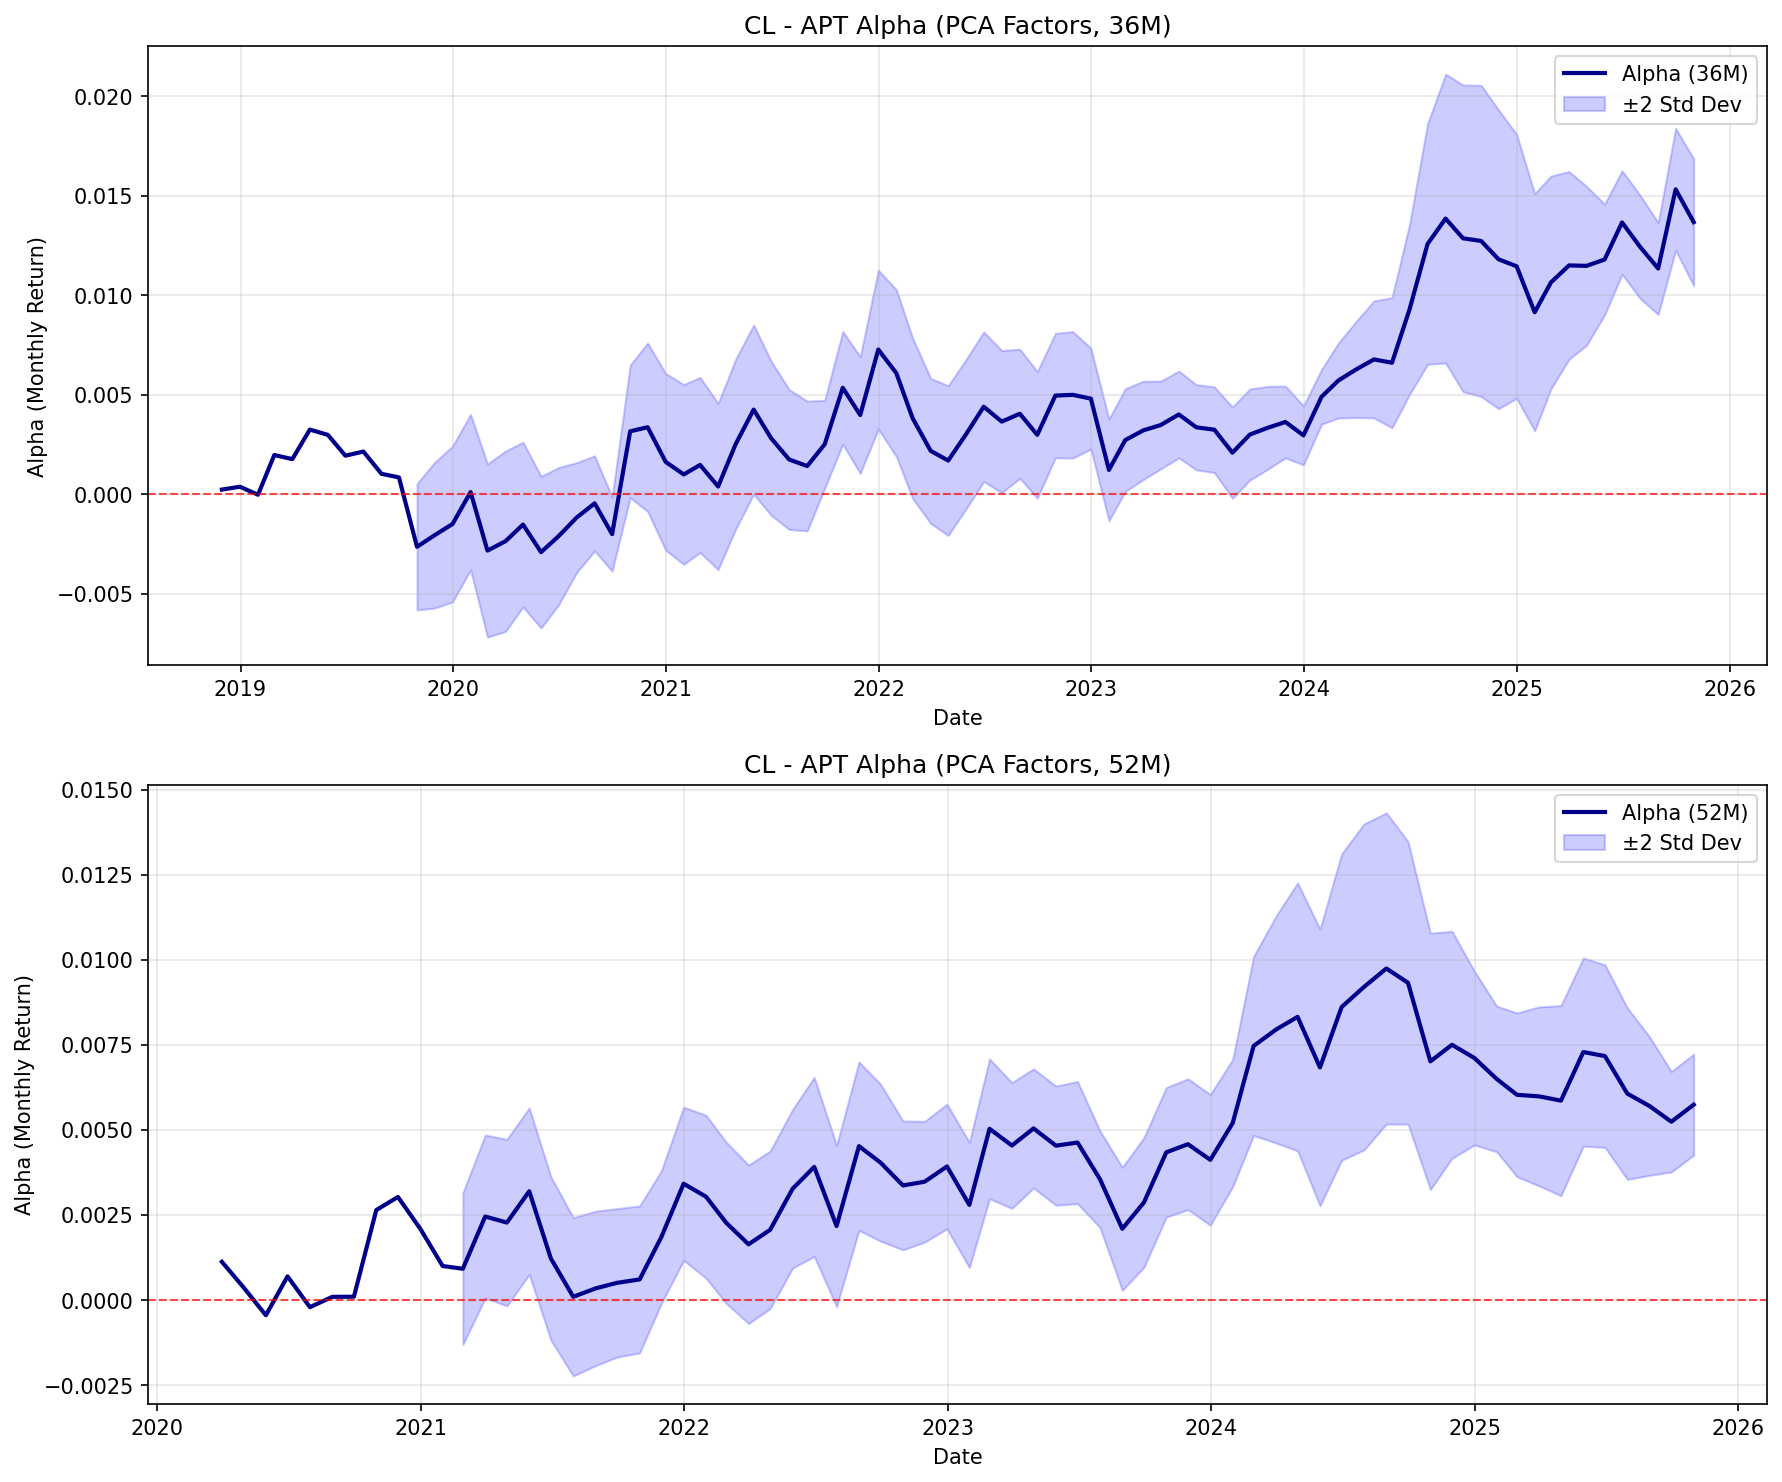 CL - APT Alpha (PCA Factors, 36M)
Alpha (36M)
±2 Std Dev
Alpha (Monthly Return)
0.020
0.015
0.010
0.005
0.000
−0.005
2019 2020 2021 2022 2023 2024 2025 2026
Date
CL - APT Alpha (PCA Factors, 52M)
Alpha (52M)
±2 Std Dev
Alpha (Monthly Return)
0.0150
0.0125
0.0100
0.0075
0.0050
0.0025
0.0000
−0.0025
2020 2021 2022 2023 2024 2025 2026
Date